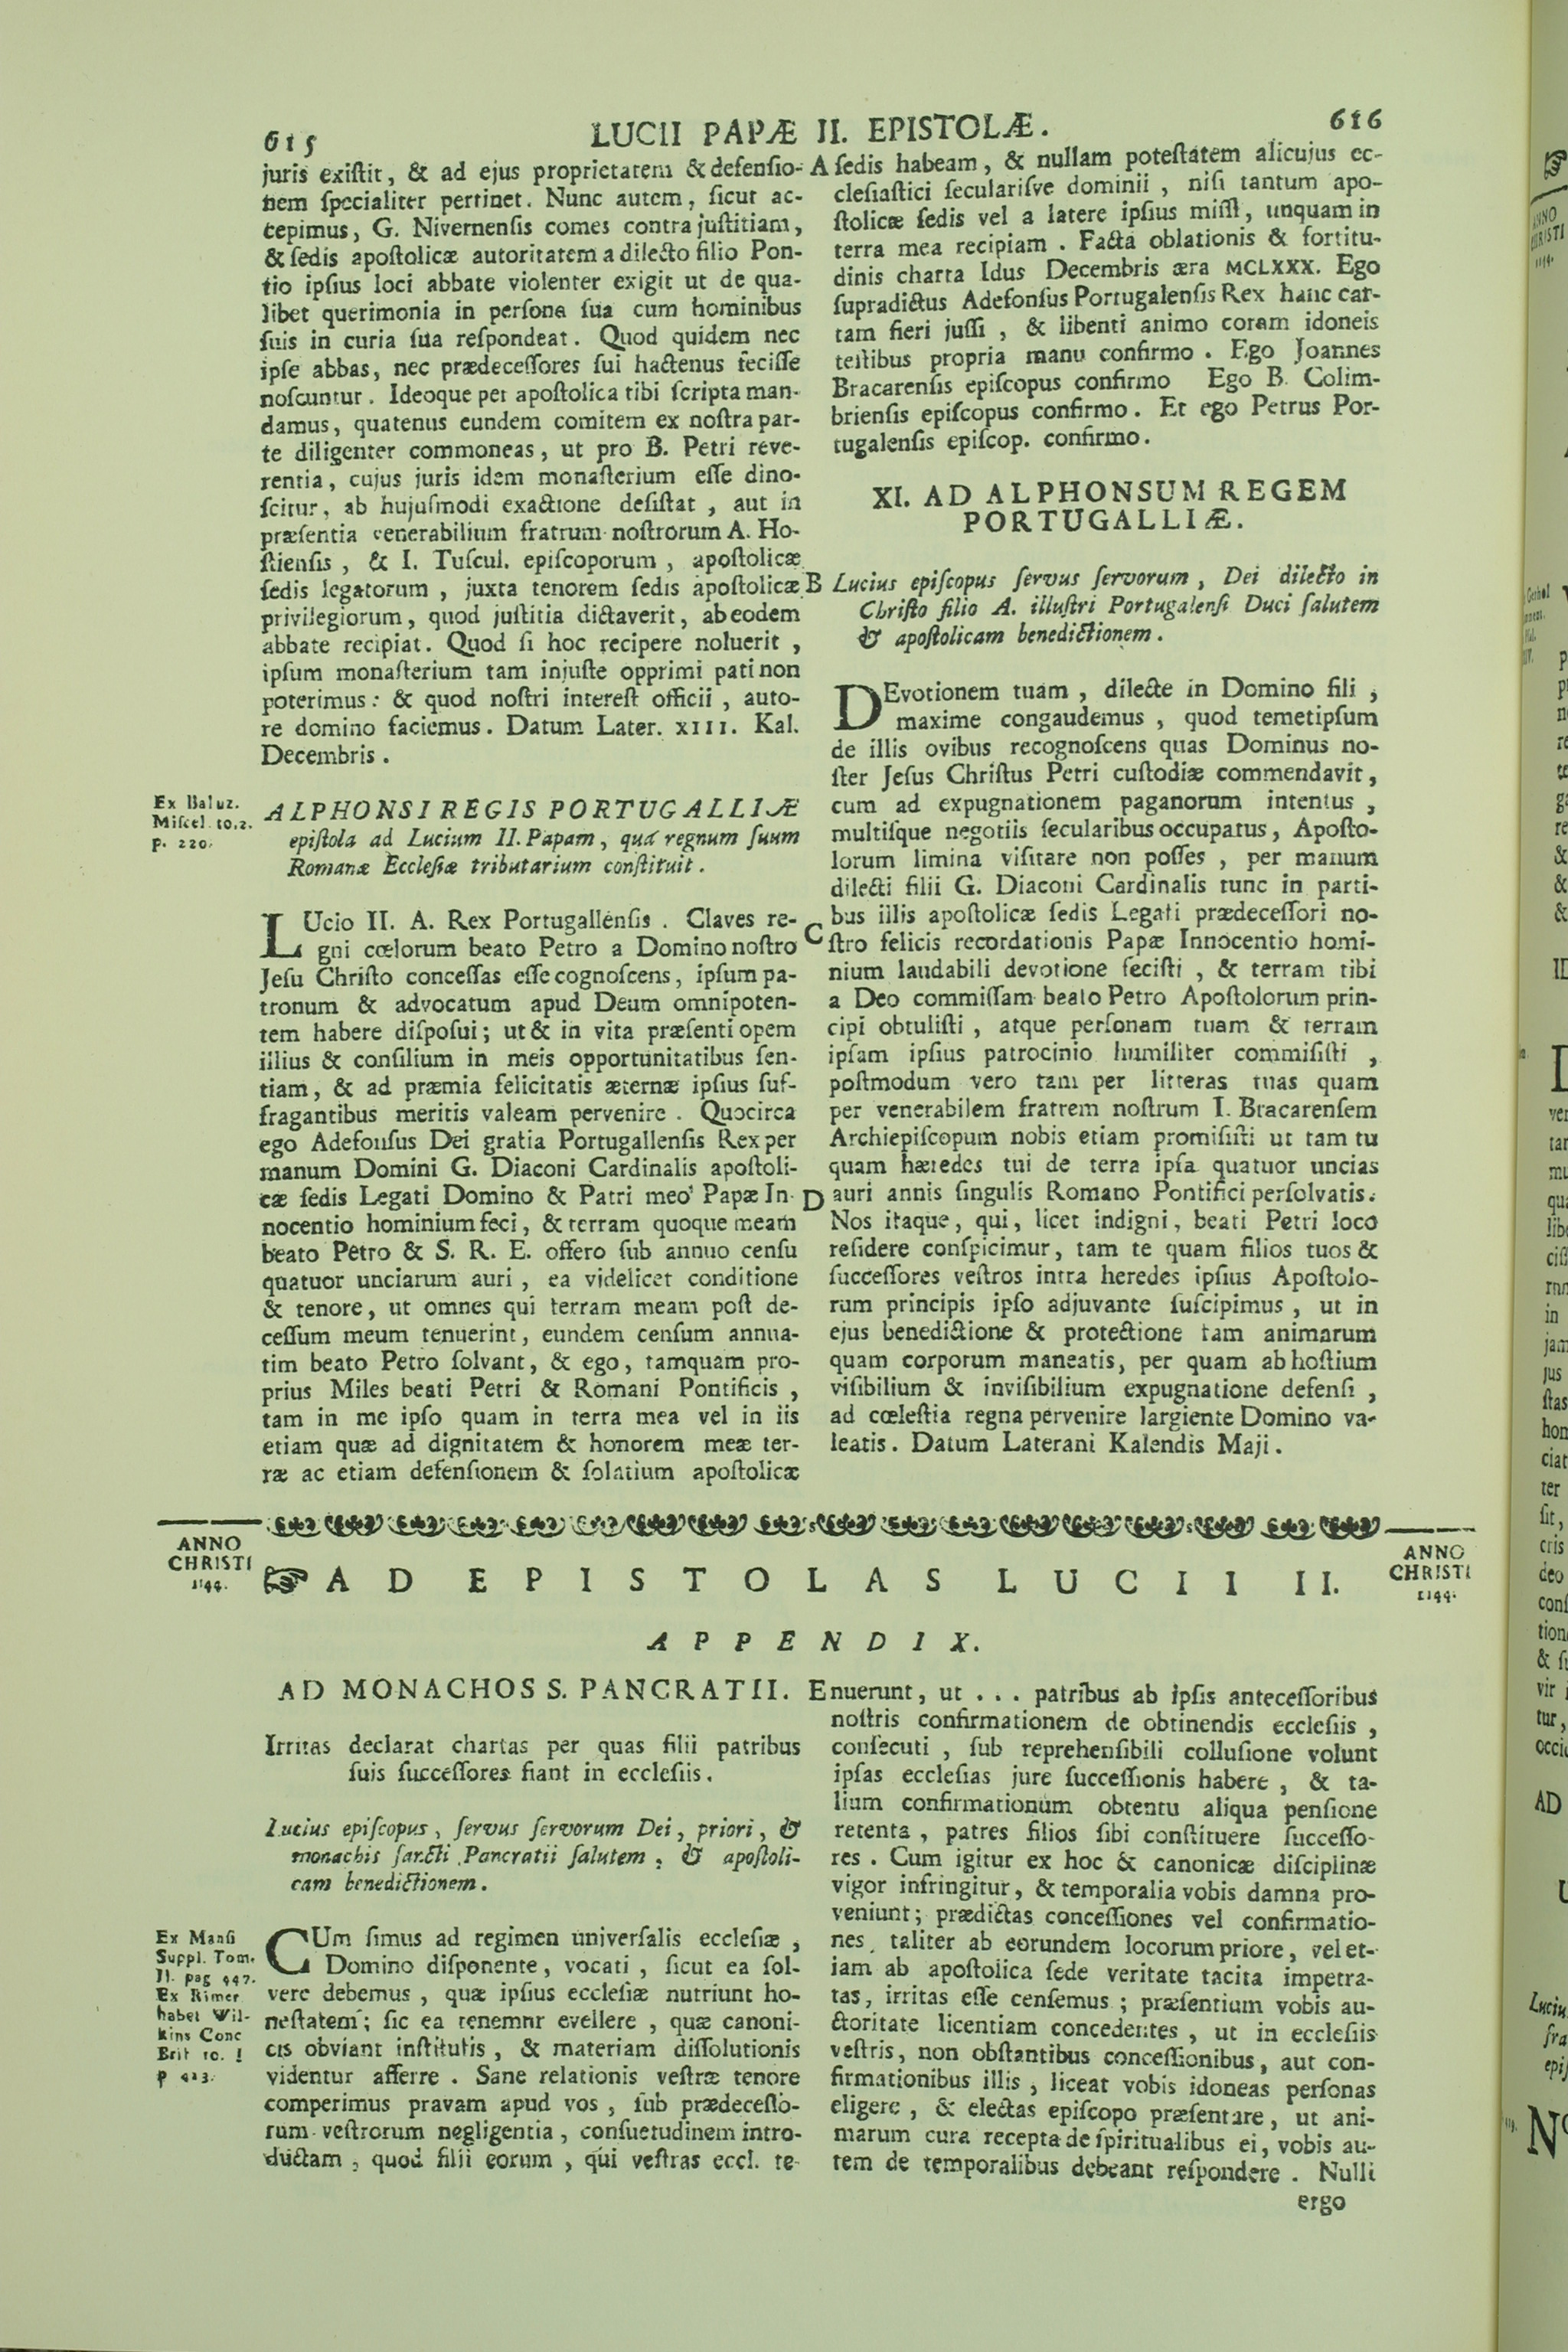 615
LUCII PAPÆ II. EPISTOLÆ.
616
juris exiſtit, & ad ejus proprietatem & defenſio-
nem ſpecialiter pertinet. Nunc autem, ſicut ac-
cepimus, G. Nivernenſis comes contra juſtitiam,
& ſedis apoſtolicæ autoritatem a dilecto filio Pon-
tio ipſius loci abbate violenter exigit ut de qua-
libet querimonia in perſona ſua cum hominibus
ſuis in curia ſua reſpondeat. Quod quidem nec
ipſe abbas, nec prædeceſſores ſui hactenus feciſſe
noſcuntur. Ideoque per apoſtolica tibi ſcripta man-
damus, quatenus eundem comitem ex noſtra par-
te diligenter commoneas, ut pro B. Petri reve-
rentia, cujus juris idem monaſterium eſſe dino-
ſcitur, ab hujuſmodi exactione deſiſtat, aut in
præſentia venerabilium fratrum noſtrorum A. Ho-
ſtienſis, & I. Tuſcul. epiſcoporum, apoſtolicæ
ſedis legatorum, juxta tenorem ſedis apoſtolicæ
privilegiorum, quod juſtitia dictaverit, ab eodem
abbate recipiat. Quod ſi hoc recipere noluerit,
ipſum monaſterium tam injuſte opprimi pati non
poterimus: & quod noſtri intereſt officii, auto-
re domino faciemus. Datum Later. XIII. Kal.
Decembris.
Ex Baluz.
Miſcel. to.2.
p. 220.
ALPHONSI REGIS PORTUGALLIÆ
epiſtola ad Lucium II. Papam, qua regnum ſuum
Romanæ Eccleſiæ tributarium conſtituit.
LUcio II. A. Rex Portugallenſis. Claves re-
gni cœlorum beato Petro a Domino noſtro
Jeſu Chriſto conceſſas eſſe cognoſcens, ipſum pa-
tronum & advocatum apud Deum omnipoten-
tem habere diſpoſui; ut & in vita præſenti opem
illius & conſilium in meis opportunitatibus ſen-
tiam, & ad præmia felicitatis æternæ ipſius ſuf-
fragantibus meritis valeam pervenire. Quocirca
ego Adefonſus Dei gratia Portugallenſis Rex per
manum Domini G. Diaconi Cardinalis apoſtoli-
cæ ſedis Legati Domino & Patri meo Papæ In-
nocentio hominium feci, & terram quoque meam
beato Petro & S. R. E. offero ſub annuo cenſu
quatuor unciarum auri, ea videlicet conditione
& tenore, ut omnes qui terram meam poſt de-
ceſſum meum tenuerint, eundem cenſum annua-
tim beato Petro ſolvant, & ego, tamquam pro-
prius Miles beati Petri & Romani Pontificis,
tam in me ipſo quam in terra mea vel in iis
etiam quæ ad dignitatem & honorem meæ ter-
ræ ac etiam defenſionem & ſolatium apoſtolicæ
A ſedis habeam, & nullam poteſtatem alicujus ec-
cleſiaſtici ſeculariſve dominii, niſi tantum apo-
ſtolicæ ſedis vel a latere ipſius miſſI, unquam in
terra mea recipiam. Facta oblationis & fortitu-
dinis charta Idus Decembris æra MCLXXX. Ego
ſupradictus Adefonſus Portugalenſis Rex hanc car-
tam fieri juſſi, & libenti animo coram idoneis
teſtibus propria manu confirmo. Ego Joannes
Bracarenſis epiſcopus confirmo Ego B. Colim-
brienſis epiſcopus confirmo. Et ego Petrus Por-
tugalenſis epiſcop. confirmo.
XI. AD ALPHONSUM REGEM
PORTUGALLIÆ.
B Lucius epiſcopus ſervus ſervorum, Dei dilecto in
Chriſto filio A. illuſtri Portugalenſi Duci ſalutem
& apoſtolicam benedictionem.
DEvotionem tuam, dilecte in Domino fili,
maxime congaudemus, quod temetipſum
de illis ovibus recognoſcens quas Dominus no-
ſter Jeſus Chriſtus Petri cuſtodiæ commendavit,
cum ad expugnationem paganorum intentus,
multiſque negotiis ſecularibus occupatus, Apoſto-
lorum limina viſitare non poſſes, per manum
dilecti filii G. Diaconi Cardinalis tunc in parti-
C bus illis apoſtolicæ ſedis Legati prædeceſſori no-
ſtro felicis recordationis Papæ Innocentio homi-
nium laudabili devotione feciſti, & terram tibi
a Deo commiſſam beato Petro Apoſtolorum prin-
cipi obtuliſti, atque perſonam tuam & terram
ipſam ipſius patrocinio humiliter commiſiſti,
poſtmodum vero tam per litteras tuas quam
per venerabilem fratrem noſtrum I. Bracarenſem
Archiepiſcopum nobis etiam promiſiſti ut tam tu
quam hæredes tui de terra ipſa quatuor uncias
D auri annis ſingulis Romano Pontifici perſolvatis.
Nos itaque, qui, licet indigni, beati Petri loco
reſidere conſpicimur, tam te quam filios tuos &
ſucceſſores veſtros intra heredes ipſius Apoſtolo-
rum principis ipſo adjuvante ſuſcipimus, ut in
ejus benedictione & protectione tam animarum
quam corporum maneatis, per quam ab hoſtium
viſibilium & inviſibilium expugnatione defenſi,
ad cœleſtia regna pervenire largiente Domino va-
leatis. Datum Laterani Kalendis Maji.
ANNO
CHRISTI
1144.
☞ AD EPISTOLAS LUCII II.
ANNO
CHRISTI
1144.
APPENDIX.
AD MONACHOS S. PANCRATII.
Irritas declarat chartas per quas filii patribus
ſuis ſucceſſores fiant in eccleſiis.
Lucius epiſcopus, ſervus ſervorum Dei, priori, &
monachis ſancti Pancratii ſalutem, & apoſtoli-
cam benedictionem.
Ex Manſi
Suppl. Tom.
II. pag 447.
Ex Rimer
habet Wil-
kins Conc
Brit to. I
p 423.
CUm ſimus ad regimen univerſalis eccleſiæ,
Domino diſponente, vocati, ſicut ea ſol-
vere debemus, quæ ipſius eccleſiæ nutriunt ho-
neſtatem; ſic ea tenemur evellere, quæ canoni-
cis obviant inſtitutis, & materiam diſſolutionis
videntur afferre. Sane relationis veſtræ tenore
comperimus pravam apud vos, ſub prædeceſſo-
rum veſtrorum negligentia, conſuetudinem intro-
ductam, quod filii eorum, qui veſtras eccl. te-
E nuerunt, ut ... patribus ab ipſis anteceſſoribus
noſtris confirmationem de obtinendis eccleſiis,
conſecuti, ſub reprehenſibili colluſione volunt
ipſas eccleſias jure ſucceſſionis habere, & ta-
lium confirmationum obtentu aliqua penſione
retenta, patres filios ſibi conſtituere ſucceſſo-
res. Cum igitur ex hoc & canonicæ diſciplinæ
vigor infringitur, & temporalia vobis damna pro-
veniunt; prædictas conceſſiones vel confirmatio-
nes, taliter ab eorundem locorum priore, vel et-
iam ab apoſtolica ſede veritate tacita impetra-
tas, irritas eſſe cenſemus; præſentium vobis au-
ctoritate licentiam concedentes, ut in eccleſiis
veſtris, non obſtantibus conceſſionibus, aut con-
firmationibus illis, liceat vobis idoneas perſonas
eligere, & electas epiſcopo præſentare, ut ani-
marum cura recepta de ſpiritualibus ei, vobis au-
tem de temporalibus debeant reſpondere. Nulli
ergo